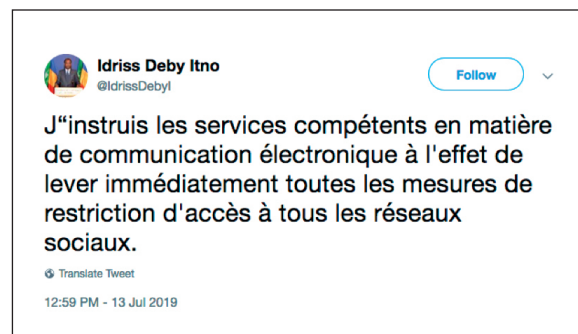 Idriss Deby Itno
@IdrissDebyI
Follow
J“instruis les services compétents en matière
de communication électronique à l'effet de
lever immédiatement toutes les mesures de
restriction d'accès à tous les réseaux
sociaux.
Translate Tweet
12:59 PM - 13 Jul 2019